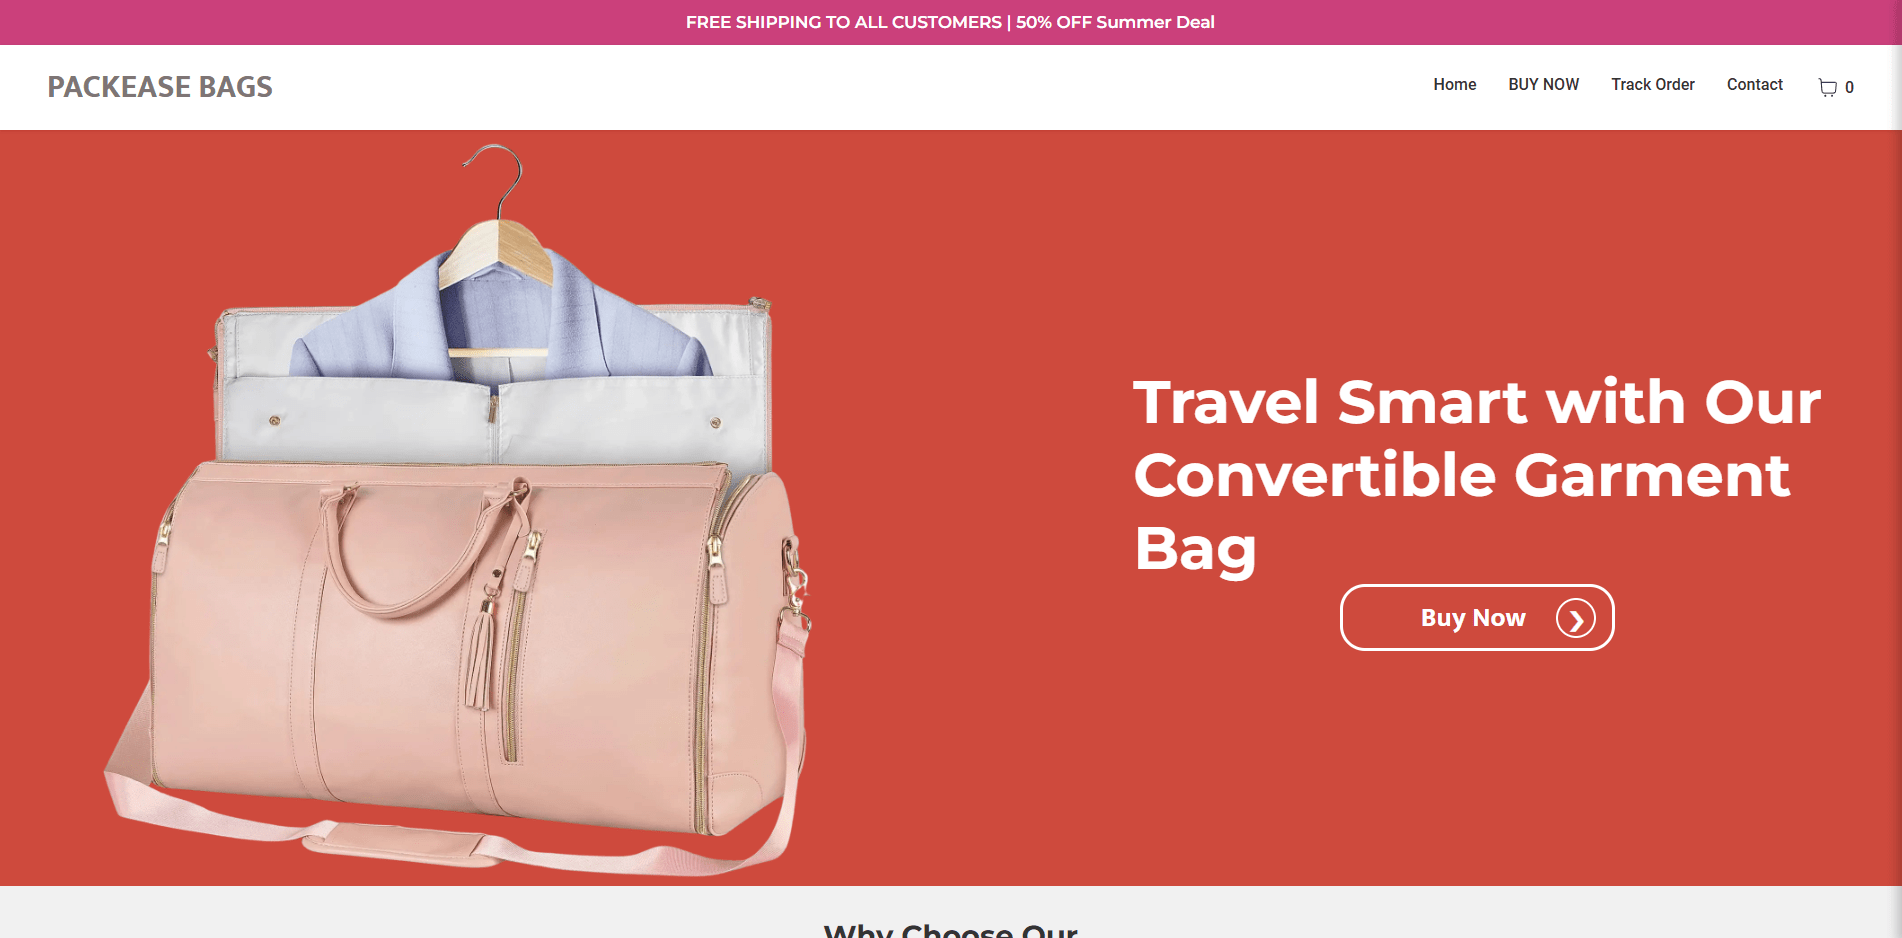 FREE SHIPPING TO ALL CUSTOMERS | 50% OFF Summer Deal
PACKEASE BAGS
Home
BUY NOW
Track Order
Contact
0
Travel Smart with Our
Convertible Garment
Bag
Buy Now
Why Choose Our